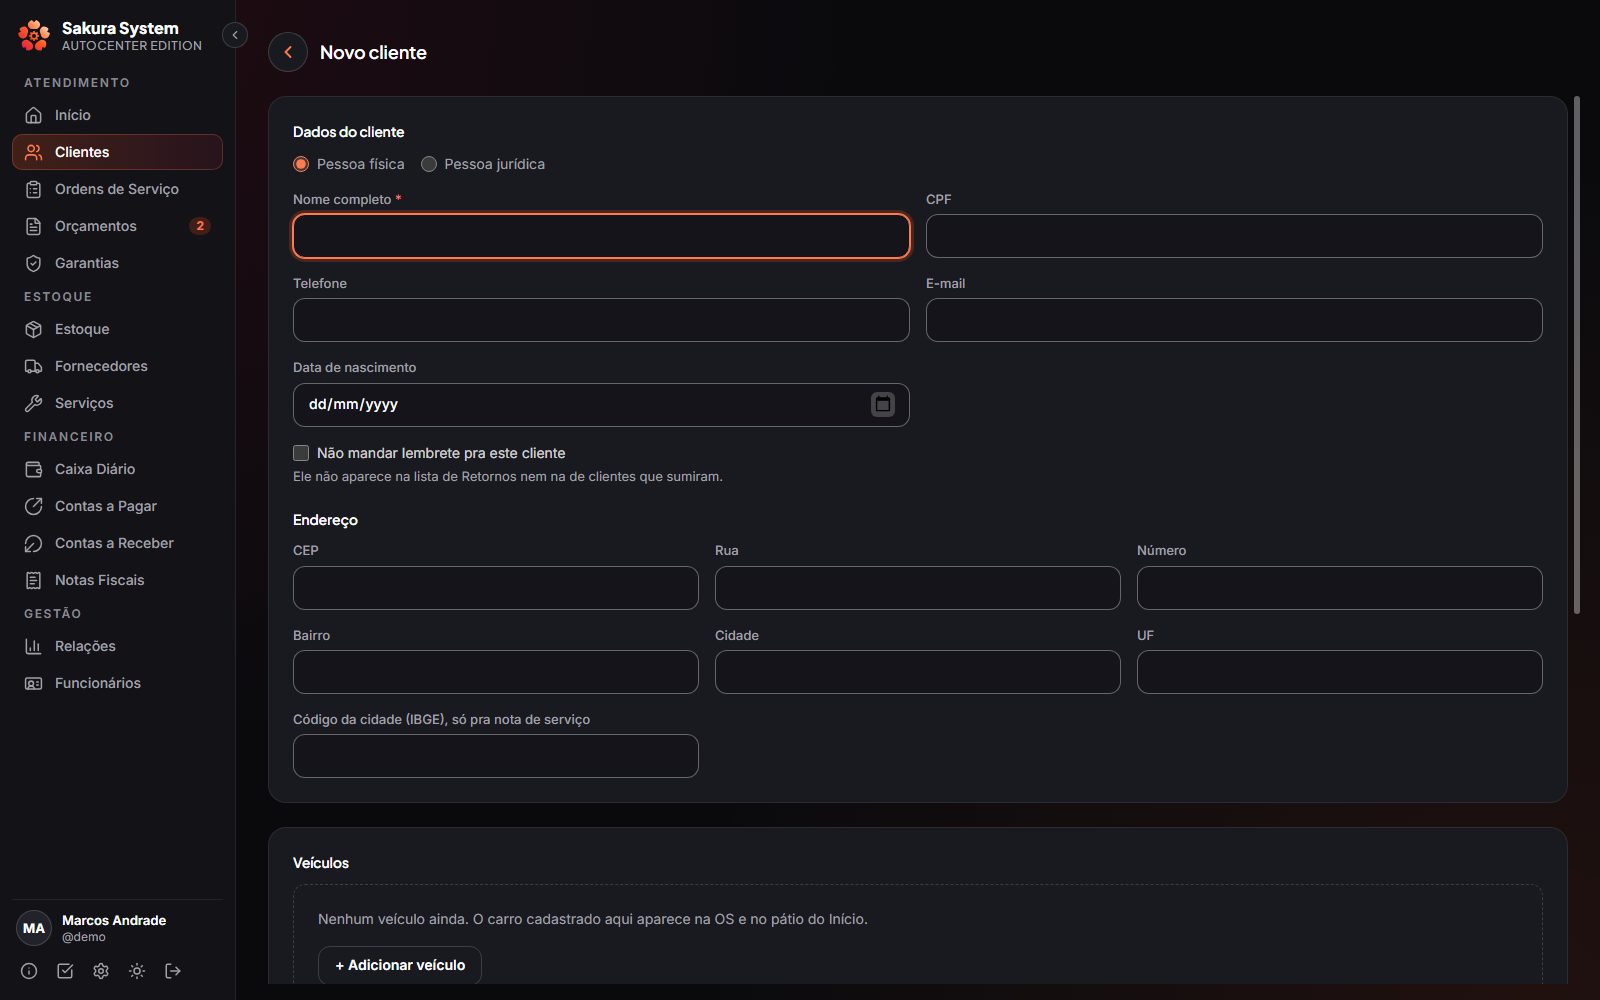 Sakura System
AUTOCENTER EDITION
ATENDIMENTO
Início
Clientes
Ordens de Serviço
Orçamentos 2
Garantias
ESTOQUE
Estoque
Fornecedores
Serviços
FINANCEIRO
Caixa Diário
Contas a Pagar
Contas a Receber
Notas Fiscais
GESTÃO
Relações
Funcionários
MA
Marcos Andrade
@demo
Novo cliente
Dados do cliente
Pessoa física Pessoa jurídica
Nome completo * CPF
Telefone E-mail
Data de nascimento
dd/mm/yyyy
Não mandar lembrete pra este cliente
Ele não aparece na lista de Retornos nem na de clientes que sumiram.
Endereço
CEP Rua Número
Bairro Cidade UF
Código da cidade (IBGE), só pra nota de serviço
Veículos
Nenhum veículo ainda. O carro cadastrado aqui aparece na OS e no pátio do Início.
+ Adicionar veículo